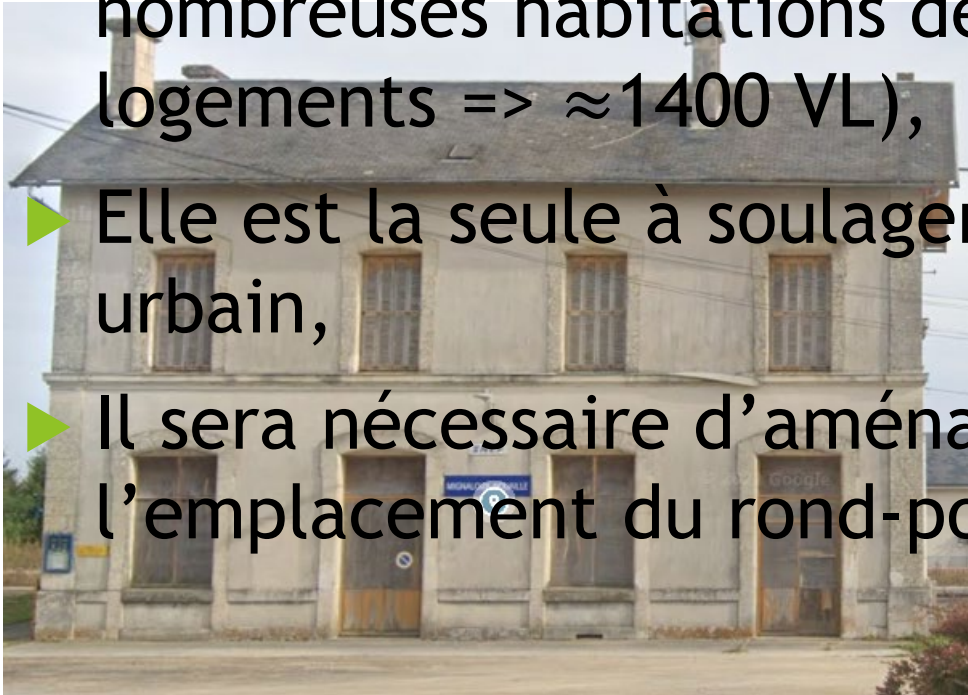 nombreuses habitations de
logements => ≈1400 VL),
Elle est la seule à soulager
urbain,
Il sera nécessaire d’aména
l’emplacement du rond-po
Google